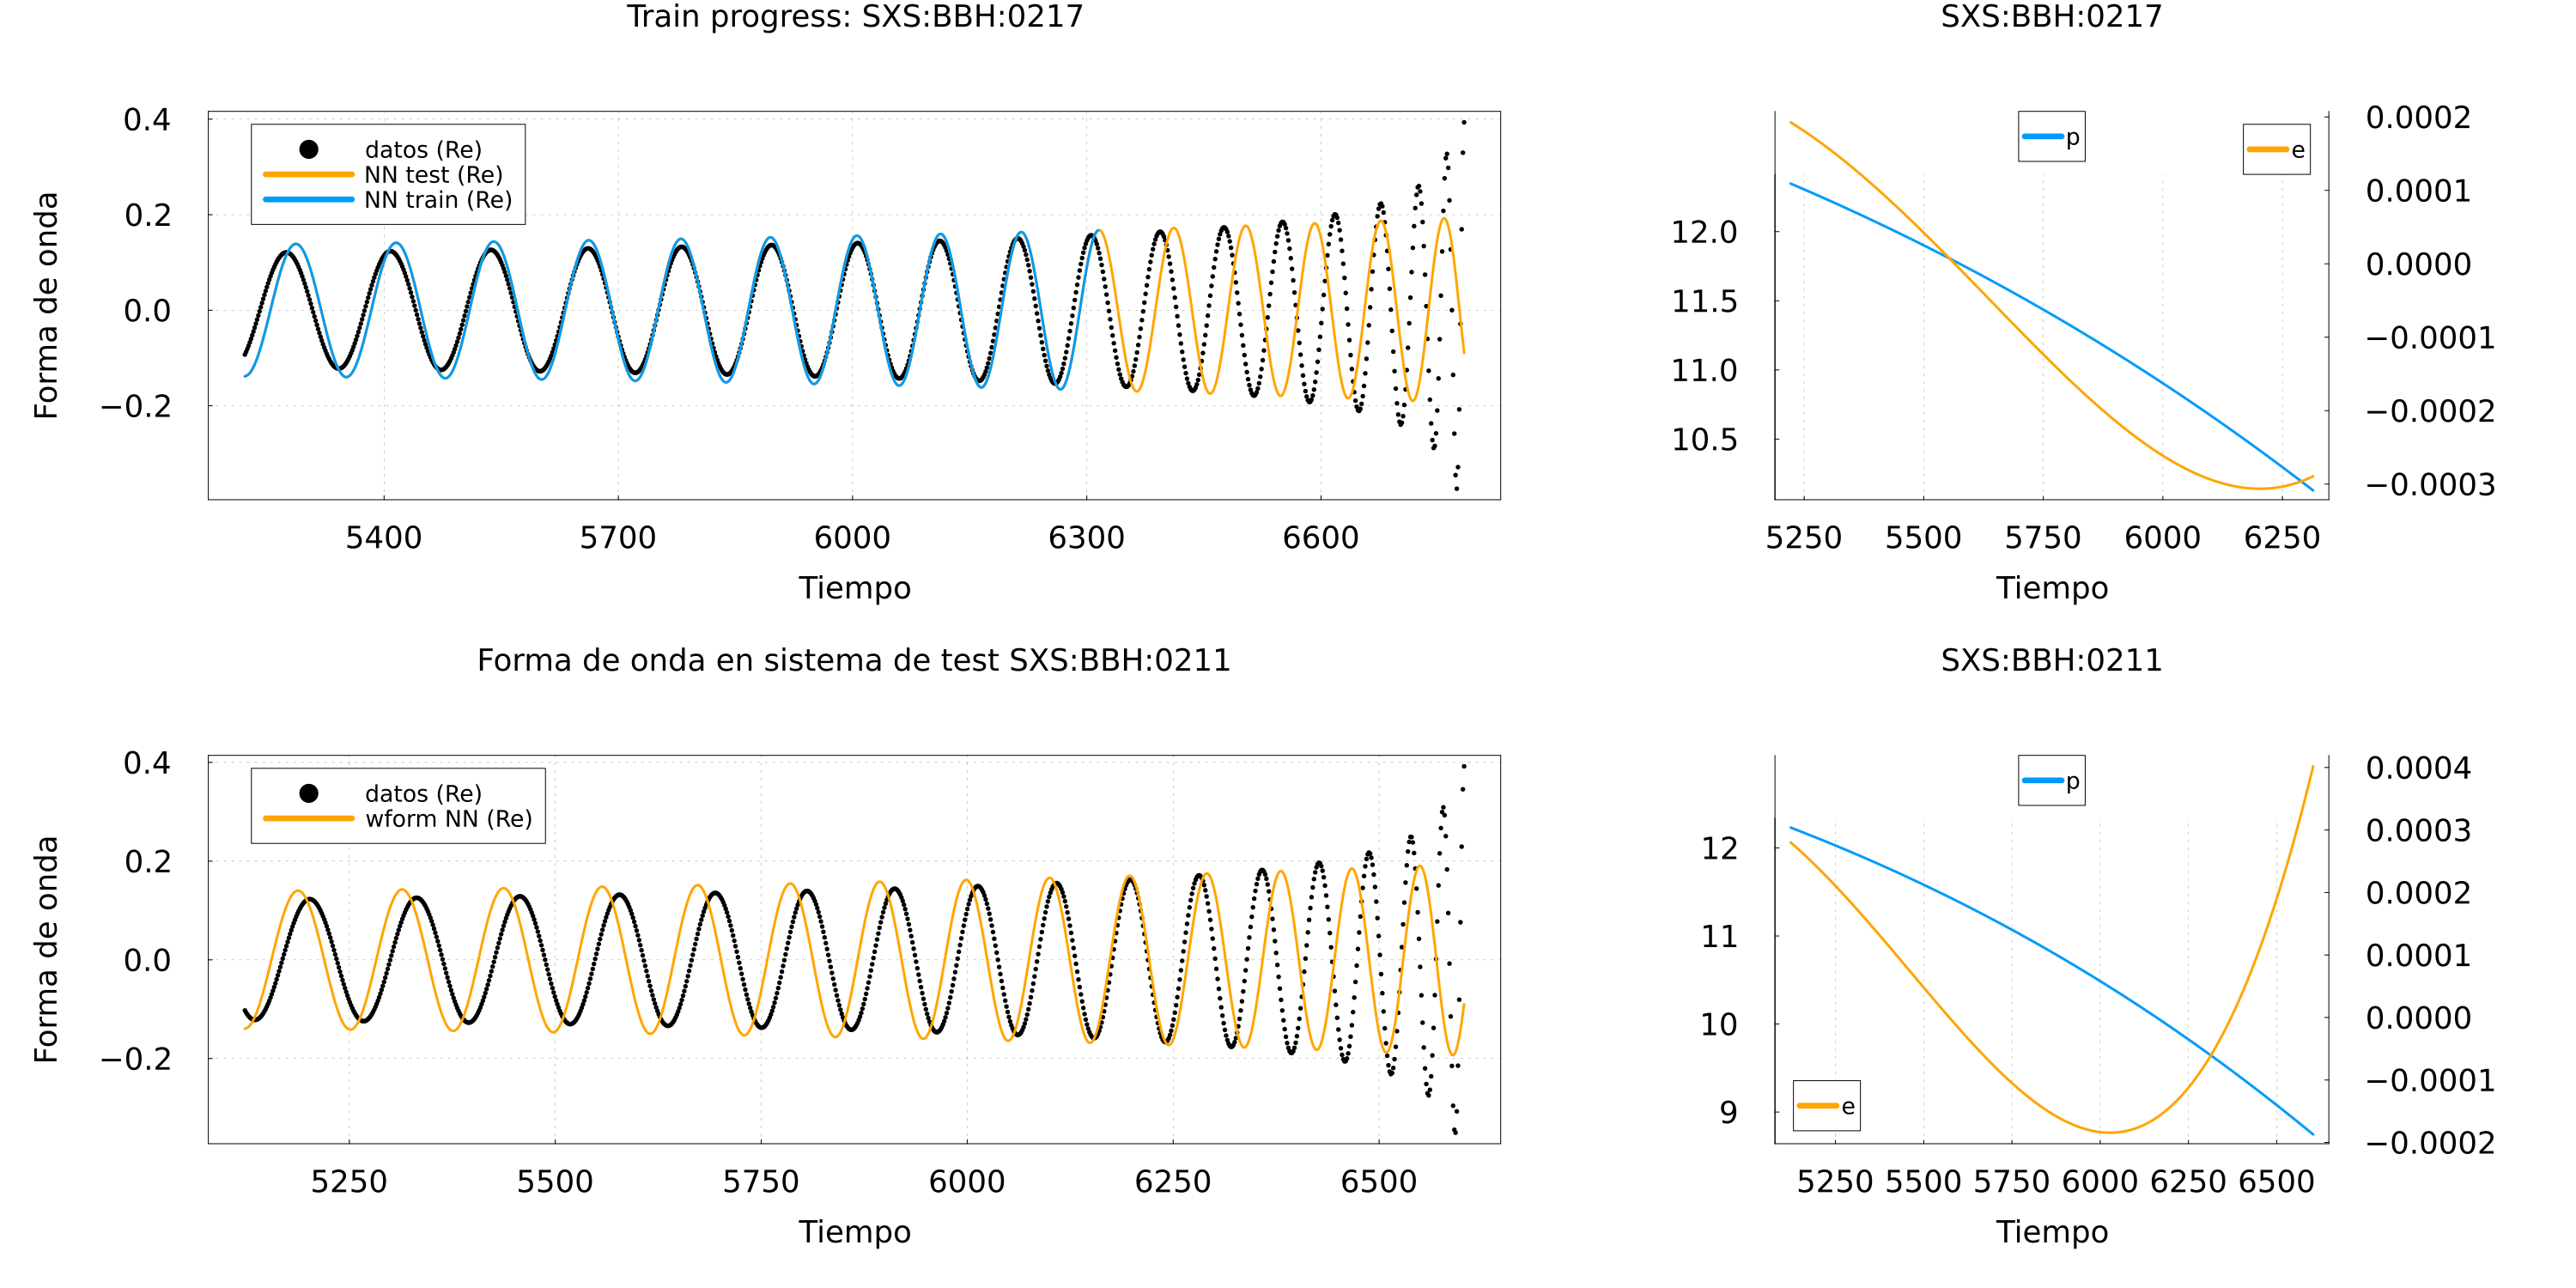 Train progress: SXS:BBH:0217
Forma de onda
0.4
0.2
0.0
−0.2
datos (Re)
NN test (Re)
NN train (Re)
5400 5700 6000 6300 6600
Tiempo
SXS:BBH:0217
12.0
11.5
11.0
10.5
p
e
0.0002
0.0001
0.0000
−0.0001
−0.0002
−0.0003
5250 5500 5750 6000 6250
Tiempo
Forma de onda en sistema de test SXS:BBH:0211
Forma de onda
0.4
0.2
0.0
−0.2
datos (Re)
wform NN (Re)
5250 5500 5750 6000 6250 6500
Tiempo
SXS:BBH:0211
12
11
10
9
p
e
0.0004
0.0003
0.0002
0.0001
0.0000
−0.0001
−0.0002
5250 5500 5750 6000 6250 6500
Tiempo